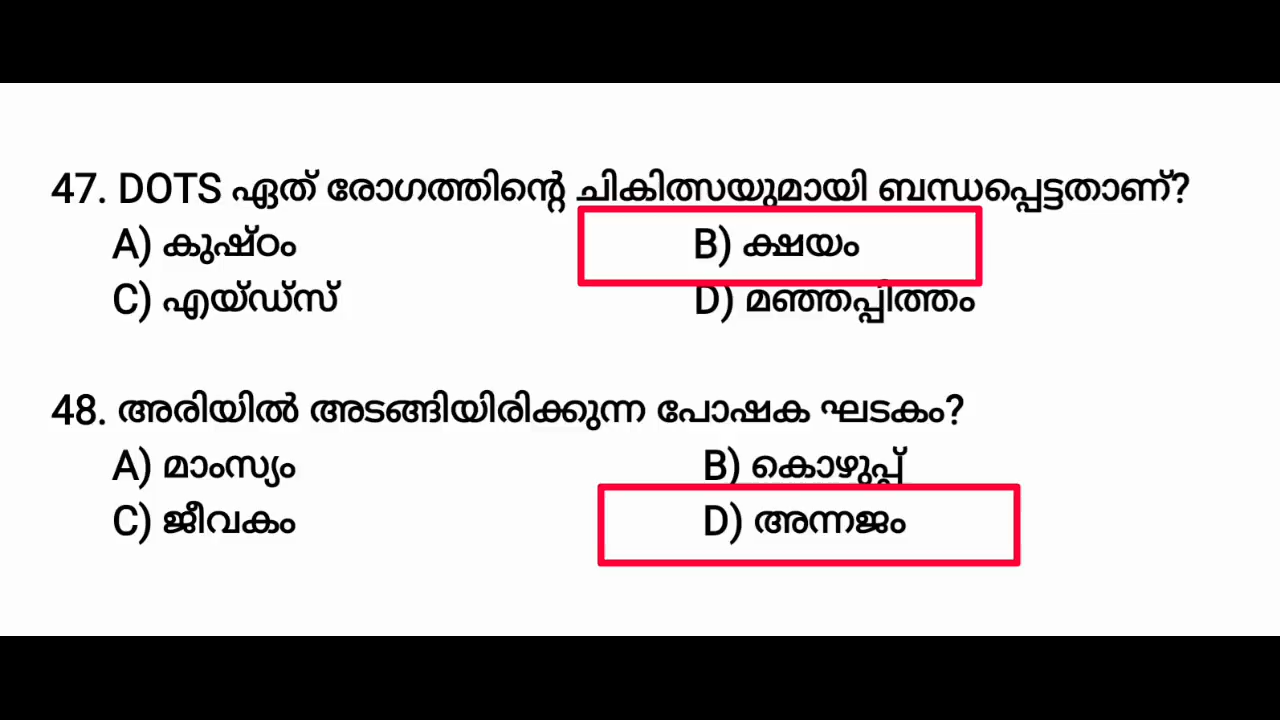 47. DOTS ഏത് രോഗത്തിന്റെ ചികിത്സയുമായി ബന്ധപ്പെട്ടതാണ്?
A) കുഷ്ഠം B) ക്ഷയം
C) എയ്ഡ്സ് D) മഞ്ഞപ്പിത്തം
48. അരിയിൽ അടങ്ങിയിരിക്കുന്ന പോഷക ഘടകം?
A) മാംസ്യം B) കൊഴുപ്പ്
C) ജീവകം D) അന്നജം